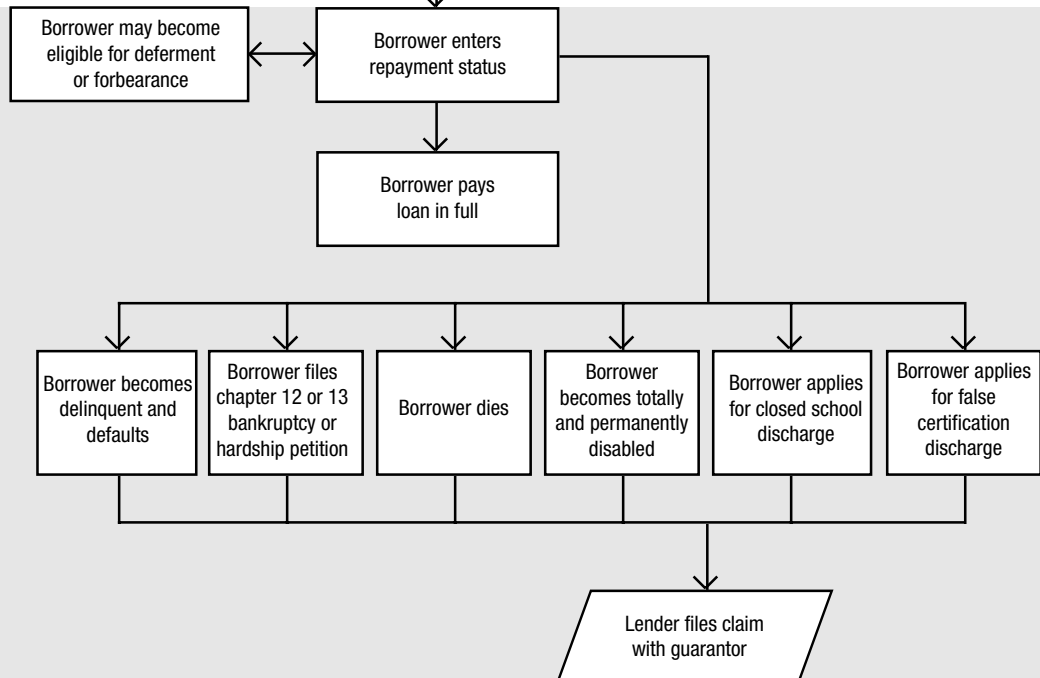 Borrower may become
eligible for deferment
or forbearance
Borrower enters
repayment status
Borrower pays
loan in full
Borrower becomes
delinquent and
defaults
Borrower files
chapter 12 or 13
bankruptcy or
hardship petition
Borrower dies
Borrower
becomes totally
and permanently
disabled
Borrower applies
for closed school
discharge
Borrower applies
for false
certification
discharge
Lender files claim
with guarantor